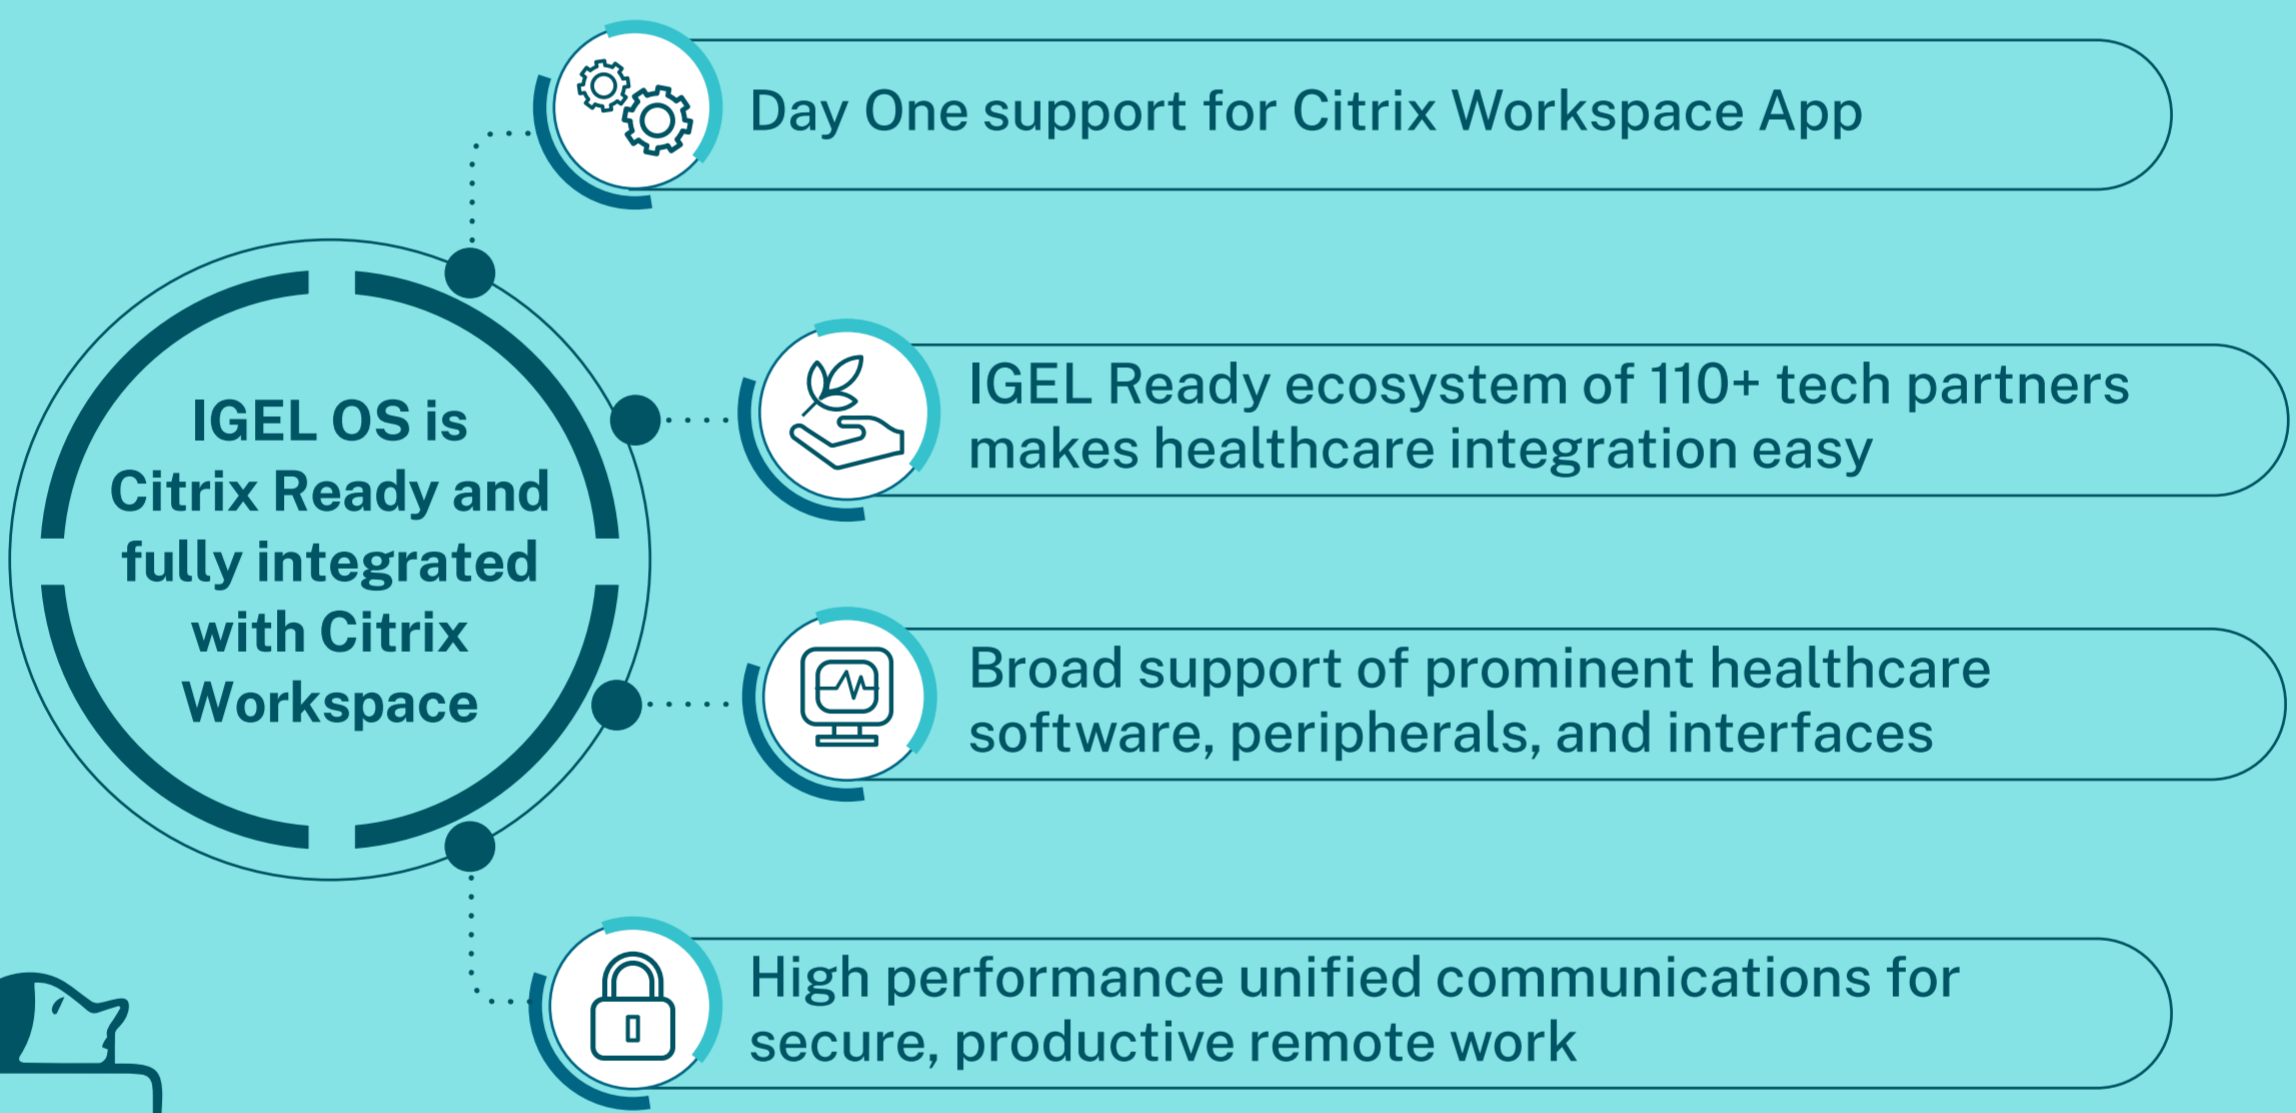 Day One support for Citrix Workspace App
IGEL OS is
Citrix Ready and
fully integrated
with Citrix
Workspace
IGEL Ready ecosystem of 110+ tech partners
makes healthcare integration easy
Broad support of prominent healthcare
software, peripherals, and interfaces
High performance unified communications for
secure, productive remote work